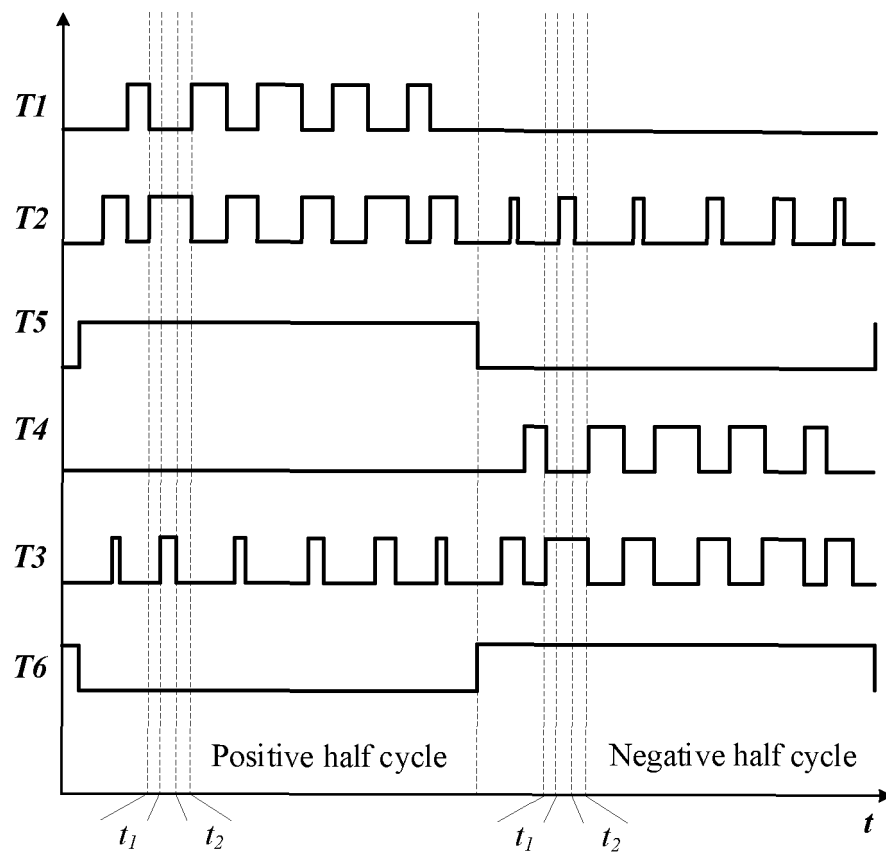 T1
T2
T5
T4
T3
T6
Positive half cycle
Negative half cycle
t
t1
t2
t1
t2